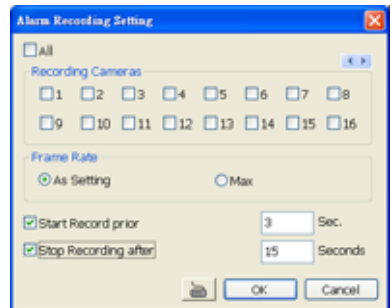 Alarm Recording Setting
All
Recording Cameras
1 2 3 4 5 6 7 8
9 10 11 12 13 14 15 16
Frame Rate
As Setting Max
Start Record prior 3 Sec.
Stop Recording after 15 Seconds
OK Cancel